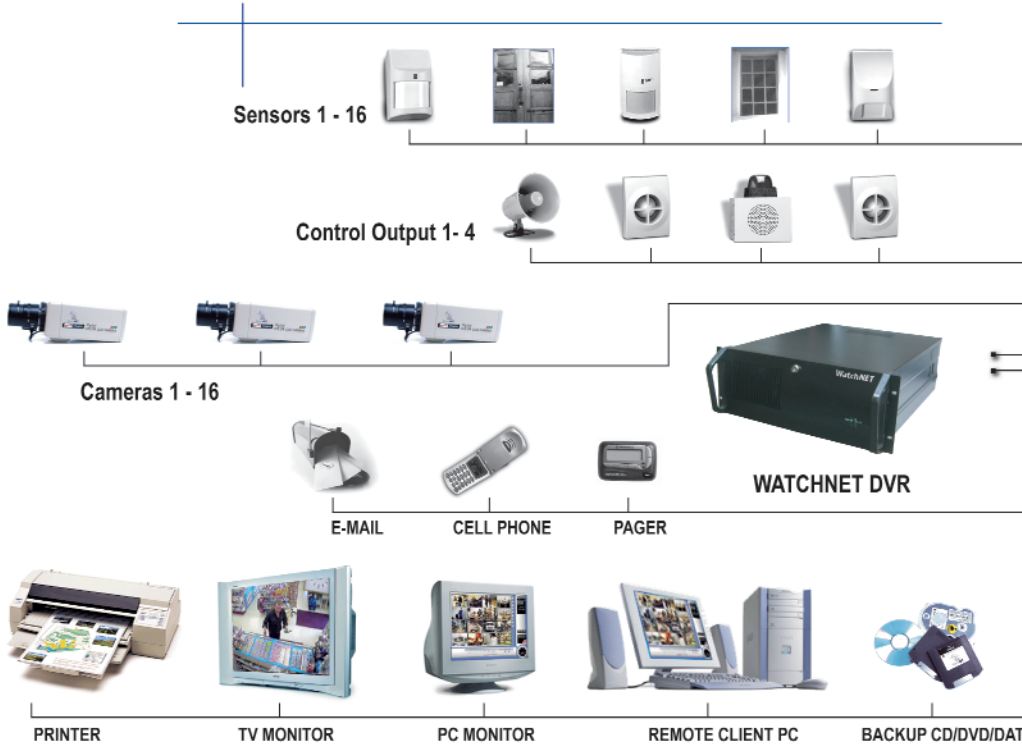 Sensors 1 - 16
Control Output 1- 4
Cameras 1 - 16
WatchNET
WATCHNET DVR
E-MAIL
CELL PHONE
PAGER
PRINTER
TV MONITOR
PC MONITOR
REMOTE CLIENT PC
BACKUP CD/DVD/DAT